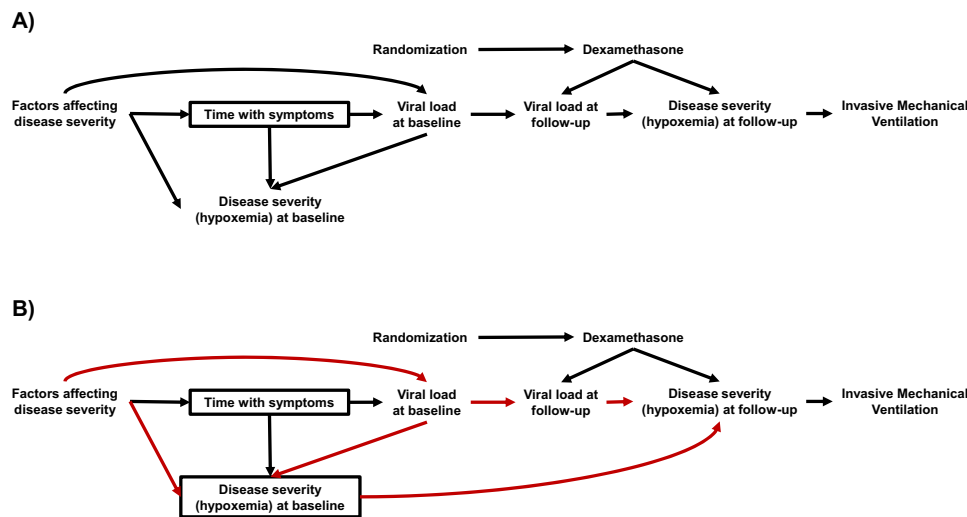 A)
Randomization
Dexamethasone
Factors affecting
disease severity
Time with symptoms
Viral load
at baseline
Viral load at
follow-up
Disease severity
(hypoxemia) at follow-up
Invasive Mechanical
Ventilation
Disease severity
(hypoxemia) at baseline
B)
Randomization
Dexamethasone
Factors affecting
disease severity
Time with symptoms
Viral load
at baseline
Viral load at
follow-up
Disease severity
(hypoxemia) at follow-up
Invasive Mechanical
Ventilation
Disease severity
(hypoxemia) at baseline